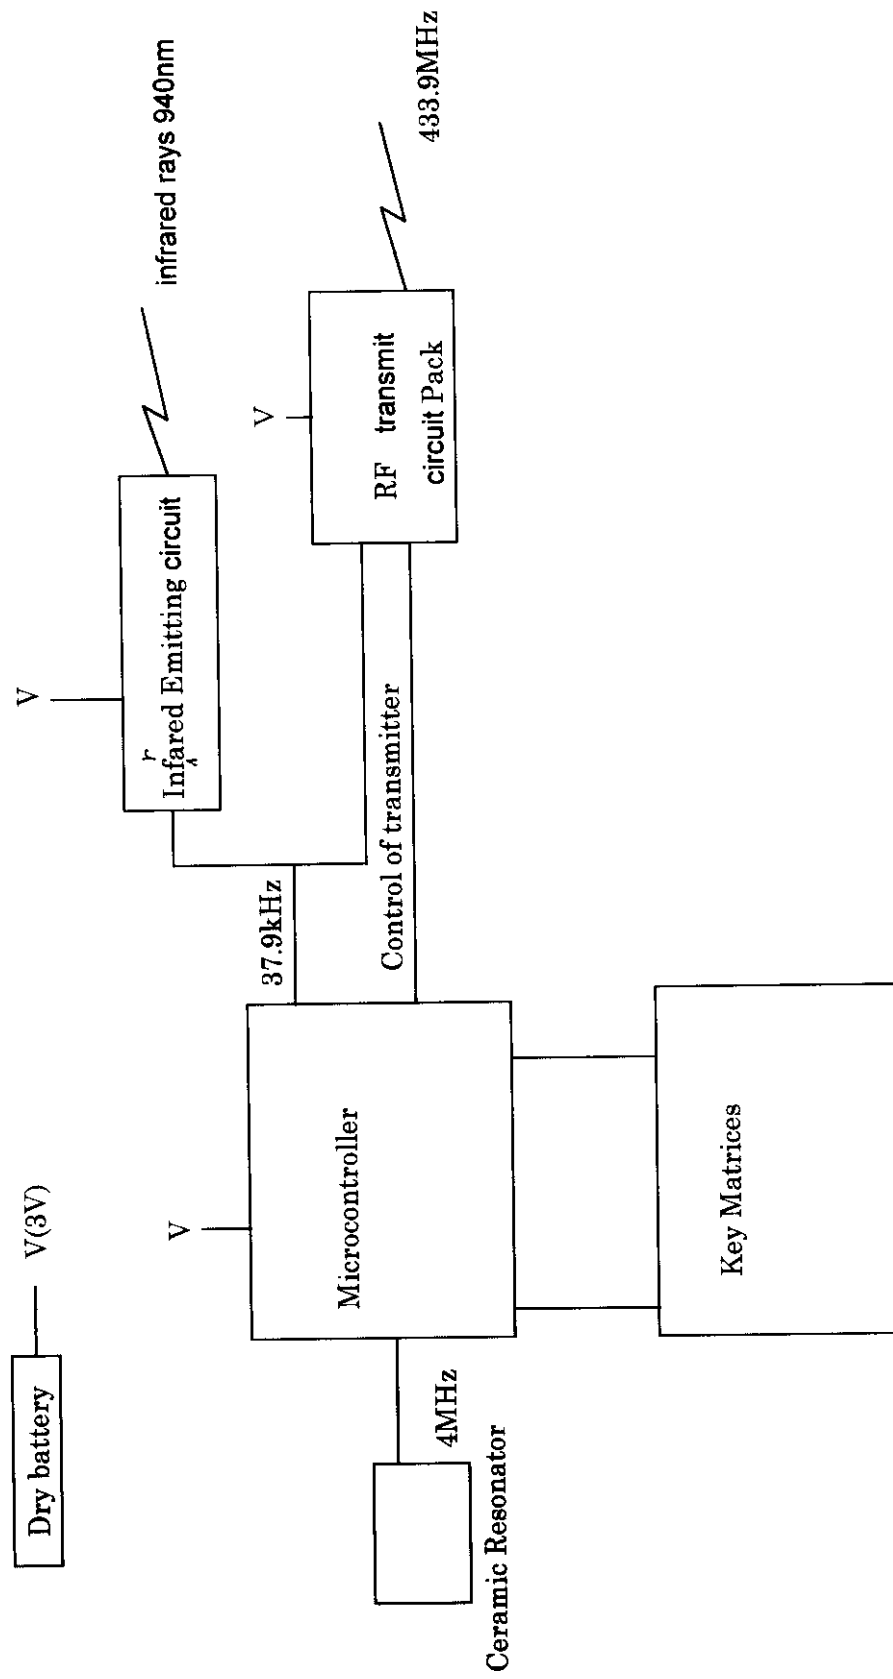 Dry battery
V(3V)
V
Infared Emitting circuit
r
infrared rays 940nm
V
Microcontroller
37.9kHz
V
RF transmit
circuit Pack
433.9MHz
Control of transmitter
4MHz
Ceramic Resonator
Key Matrices